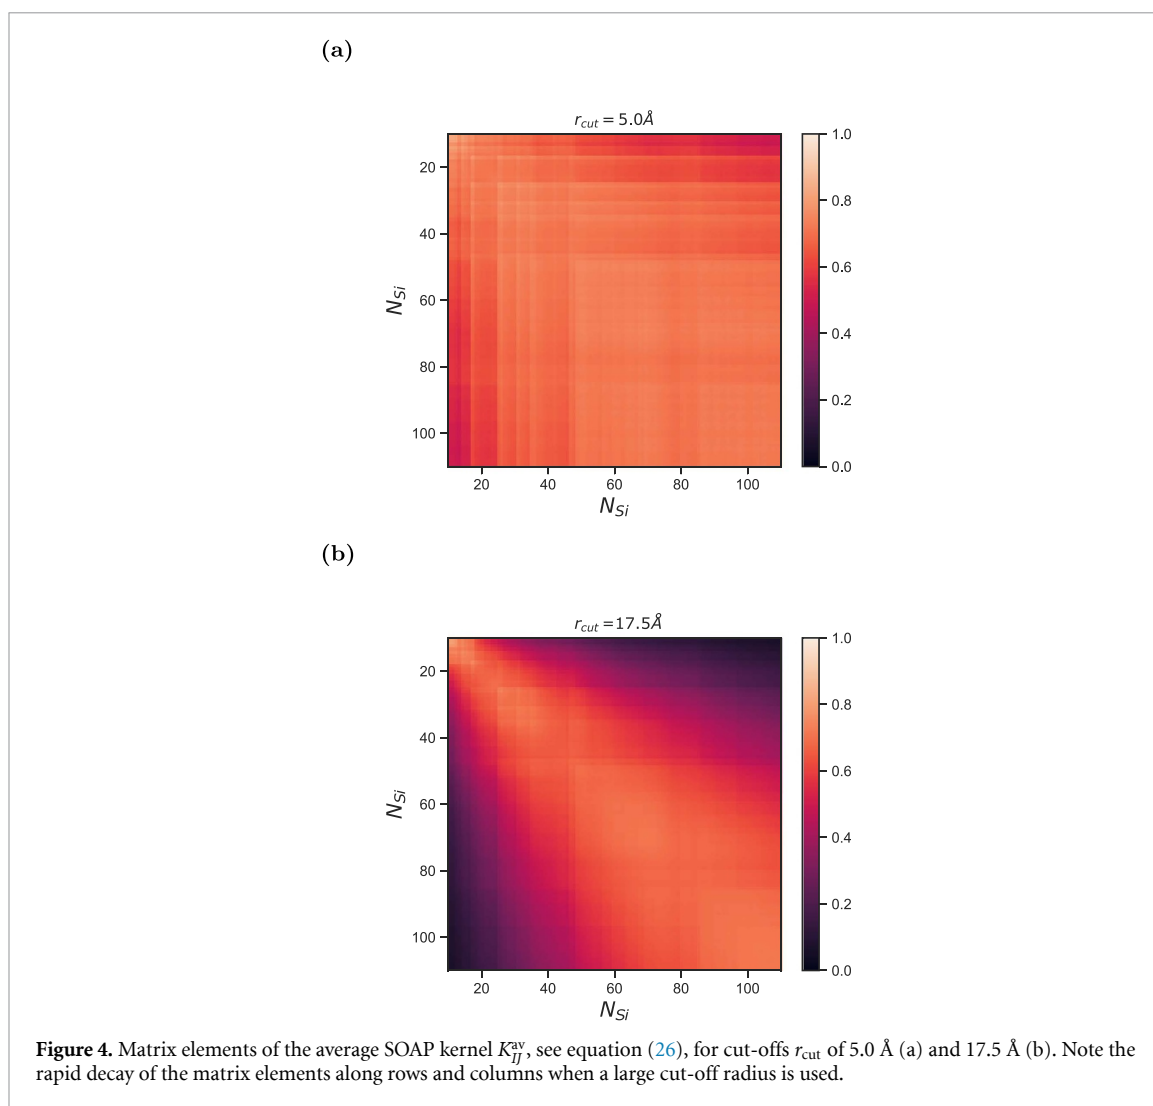 (a)
r_cut = 5.0Å
1.0
20
0.8
40
0.6
N_Si
60
0.4
80
0.2
100
0.0
20 40 60 80 100
N_Si
(b)
r_cut =17.5Å
1.0
20
0.8
40
0.6
N_Si
60
0.4
80
0.2
100
0.0
20 40 60 80 100
N_Si
Figure 4. Matrix elements of the average SOAP kernel K_IJ^av, see equation (26), for cut-offs r_cut of 5.0 Å (a) and 17.5 Å (b). Note the
rapid decay of the matrix elements along rows and columns when a large cut-off radius is used.